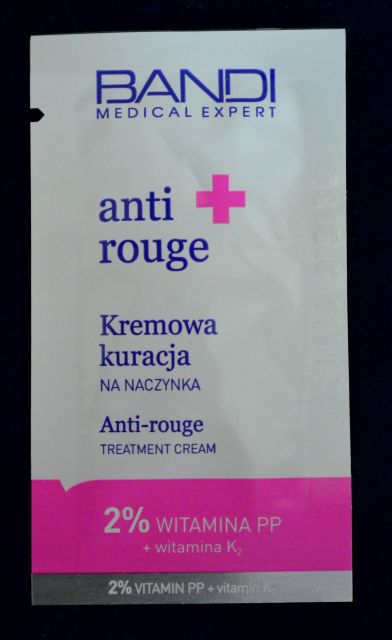 BANDI
MEDICAL EXPERT
anti
rouge
Kremowa
kuracja
NA NACZYNKA
Anti-rouge
TREATMENT CREAM
2% WITAMINA PP
+ witamina K₂
2% VITAMIN PP + vitamin K₂